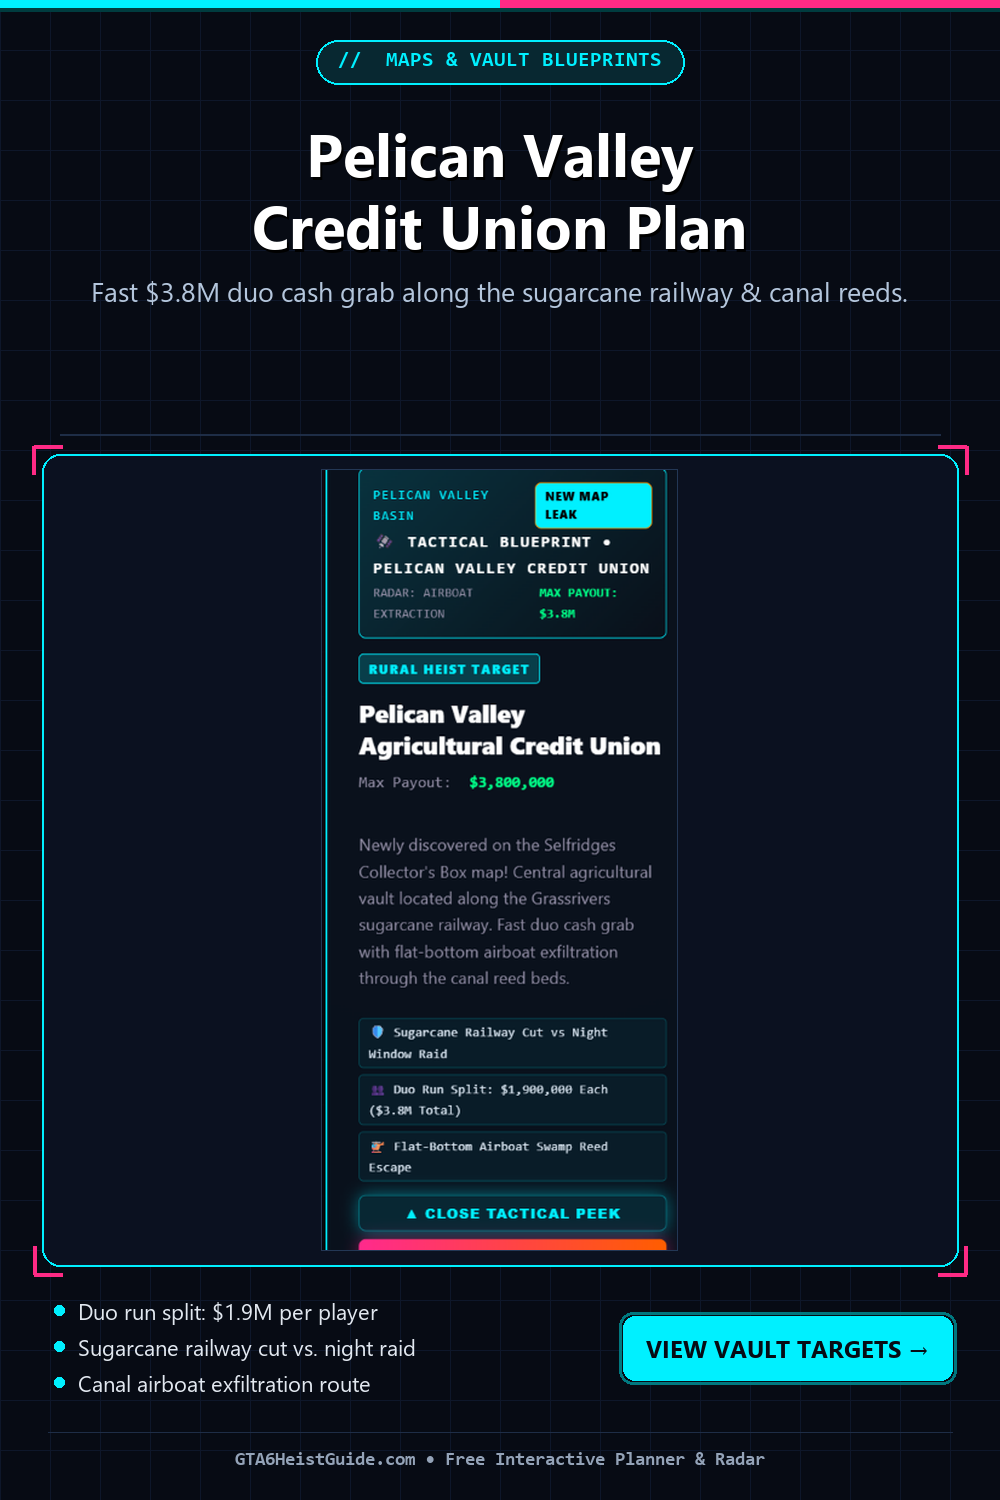 // MAPS & VAULT BLUEPRINTS
Pelican Valley
Credit Union Plan
Fast $3.8M duo cash grab along the sugarcane railway & canal reeds.
PELICAN VALLEY
BASIN
NEW MAP
LEAK
TACTICAL BLUEPRINT •
PELICAN VALLEY CREDIT UNION
RADAR: AIRBOAT
EXTRACTION
MAX PAYOUT:
$3.8M
RURAL HEIST TARGET
Pelican Valley
Agricultural Credit Union
Max Payout: $3,800,000
Newly discovered on the Selfridges
Collector's Box map! Central agricultural
vault located along the Grassrivers
sugarcane railway. Fast duo cash grab
with flat-bottom airboat exfiltration
through the canal reed beds.
Sugarcane Railway Cut vs Night
Window Raid
Duo Run Split: $1,900,000 Each
($3.8M Total)
Flat-Bottom Airboat Swamp Reed
Escape
▲ CLOSE TACTICAL PEEK
Duo run split: $1.9M per player
Sugarcane railway cut vs. night raid
Canal airboat exfiltration route
VIEW VAULT TARGETS →
GTA6HeistGuide.com • Free Interactive Planner & Radar